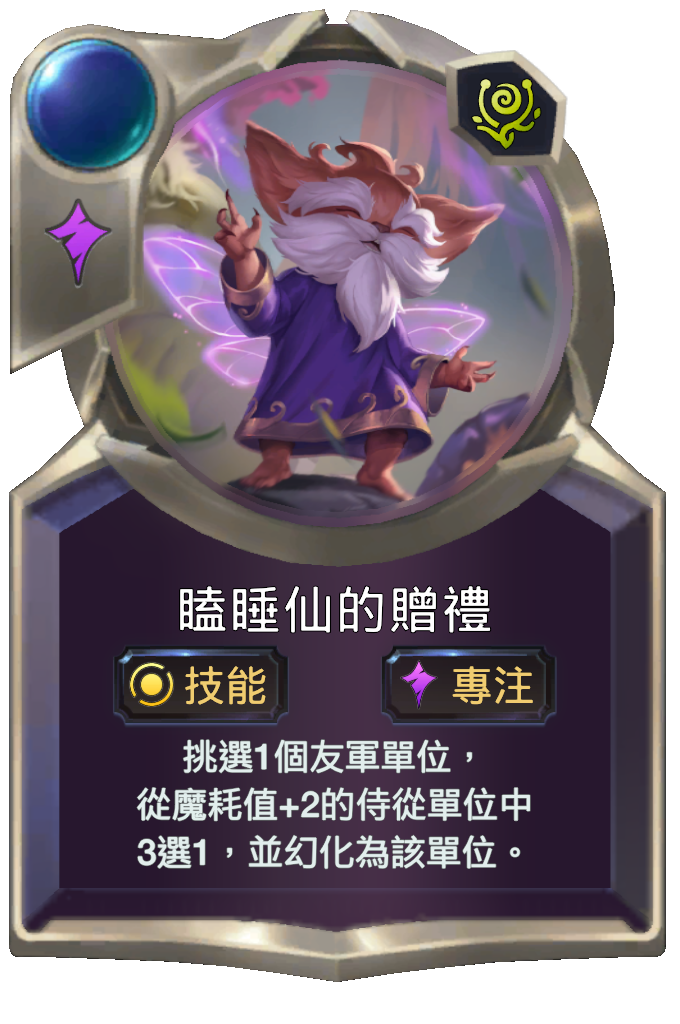 瞌睡仙的贈禮
技能 專注
挑選1個友軍單位，
從魔耗值+2的侍從單位中
3選1，並幻化為該單位。